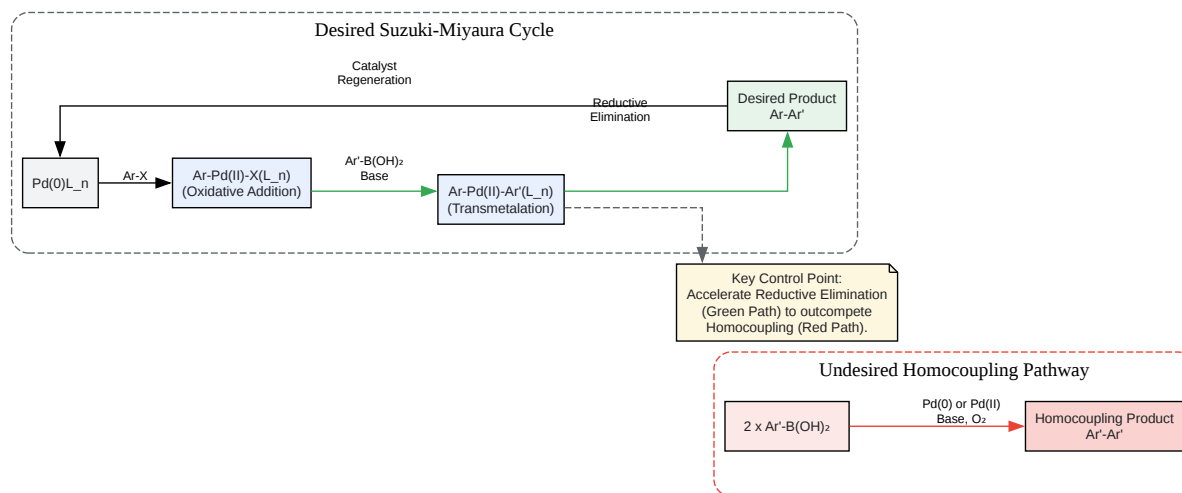 Desired Suzuki-Miyaura Cycle
Catalyst
Regeneration
Reductive
Elimination
Desired Product
Ar-Ar'
Pd(0)L_n
Ar-X
Ar-Pd(II)-X(L_n)
(Oxidative Addition)
Ar'-B(OH)₂
Base
Ar-Pd(II)-Ar'(L_n)
(Transmetalation)
Key Control Point:
Accelerate Reductive Elimination
(Green Path) to outcompete
Homocoupling (Red Path).
Undesired Homocoupling Pathway
2 x Ar'-B(OH)₂
Pd(0) or Pd(II)
Base, O₂
Homocoupling Product
Ar'-Ar'